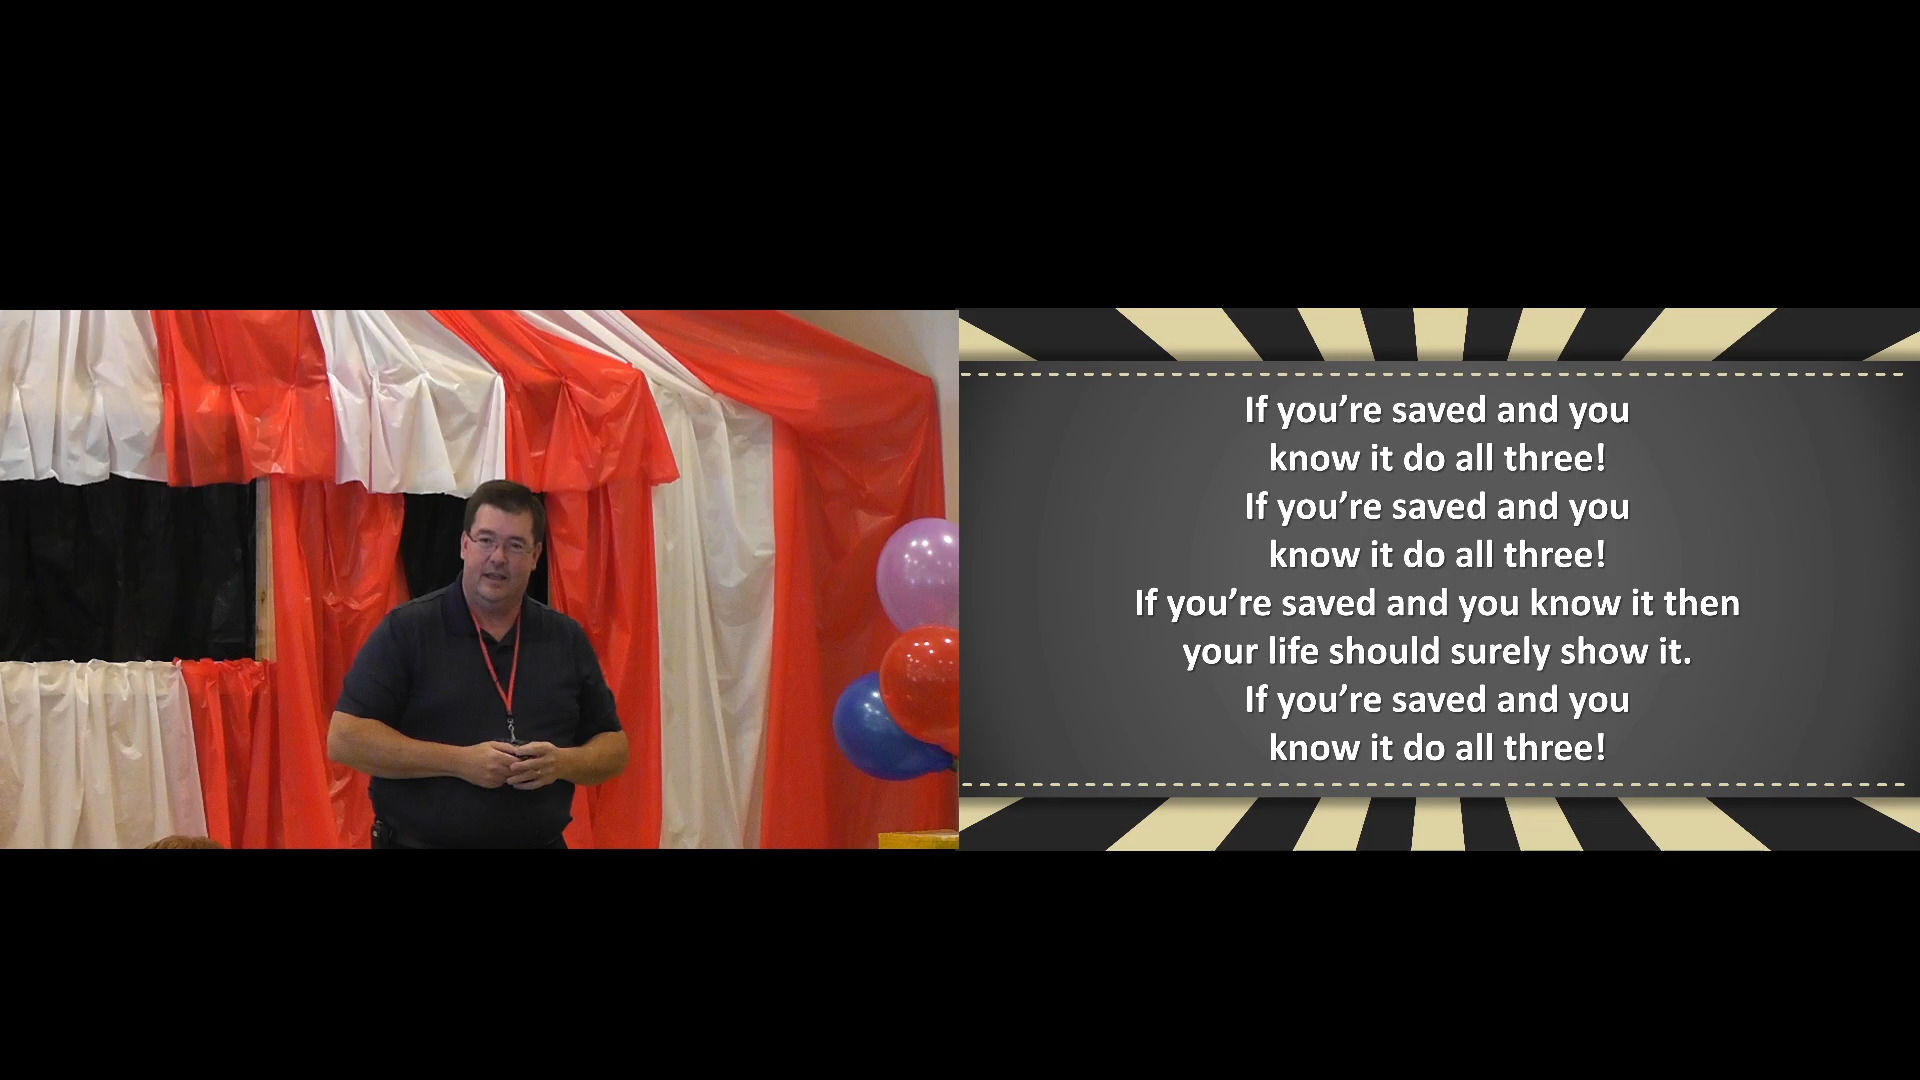 If you’re saved and you
know it do all three!
If you’re saved and you
know it do all three!
If you’re saved and you know it then
your life should surely show it.
If you’re saved and you
know it do all three!